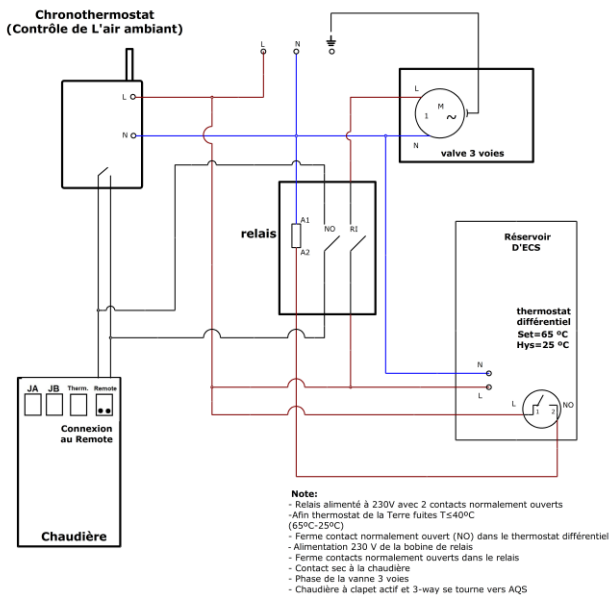 Chronothermostat
(Contrôle de L'air ambiant)
L
N
L
N
L
M
1
N
valve 3 voies
relais
A1
A2
NO
RI
Réservoir
D'ECS
thermostat
différentiel
Set=65 ºC
Hys=25 ºC
N
L
L
1
2
NO
JA
JB
Therm.
Remote
Connexion
au Remote
Chaudière
Note:
- Relais alimenté à 230V avec 2 contacts normalement ouverts
-Afin thermostat de la Terre fuites T≤40ºC
(65ºC-25ºC)
- Ferme contact normalement ouvert (NO) dans le thermostat différentiel
- Alimentation 230 V de la bobine de relais
- Ferme contacts normalement ouverts dans le relais
- Contact sec à la chaudière
- Phase de la vanne 3 voies
- Chaudière à clapet actif et 3-way se tourne vers AQS